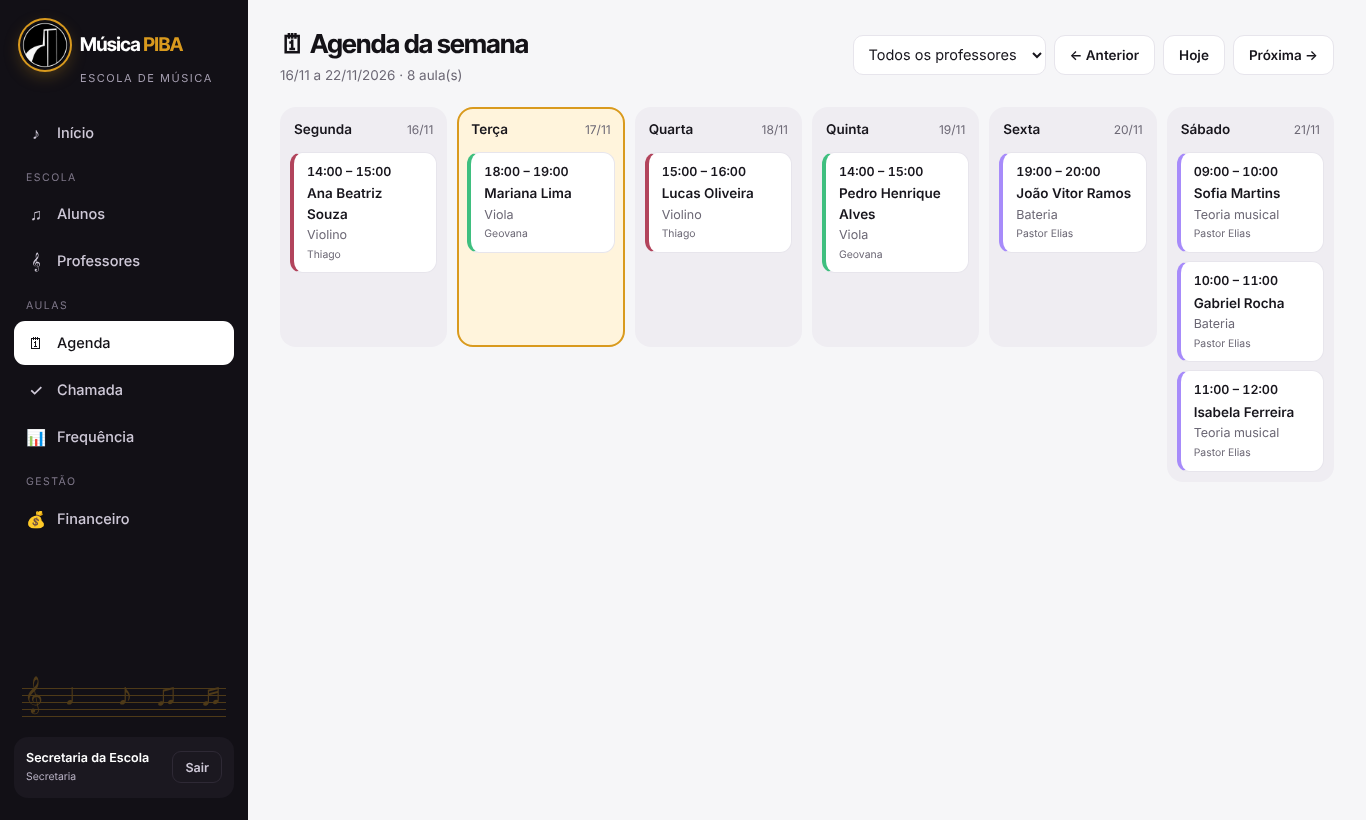 Música PIBA
ESCOLA DE MÚSICA
Início
ESCOLA
Alunos
Professores
AULAS
Agenda
Chamada
Frequência
GESTÃO
Financeiro
Secretaria da Escola
Secretaria
Sair
Agenda da semana
16/11 a 22/11/2026 · 8 aula(s)
Todos os professores
← Anterior
Hoje
Próxima →
Segunda 16/11
14:00 – 15:00
Ana Beatriz
Souza
Violino
Thiago
Terça 17/11
18:00 – 19:00
Mariana Lima
Viola
Geovana
Quarta 18/11
15:00 – 16:00
Lucas Oliveira
Violino
Thiago
Quinta 19/11
14:00 – 15:00
Pedro Henrique
Alves
Viola
Geovana
Sexta 20/11
19:00 – 20:00
João Vitor Ramos
Bateria
Pastor Elias
Sábado 21/11
09:00 – 10:00
Sofia Martins
Teoria musical
Pastor Elias
10:00 – 11:00
Gabriel Rocha
Bateria
Pastor Elias
11:00 – 12:00
Isabela Ferreira
Teoria musical
Pastor Elias